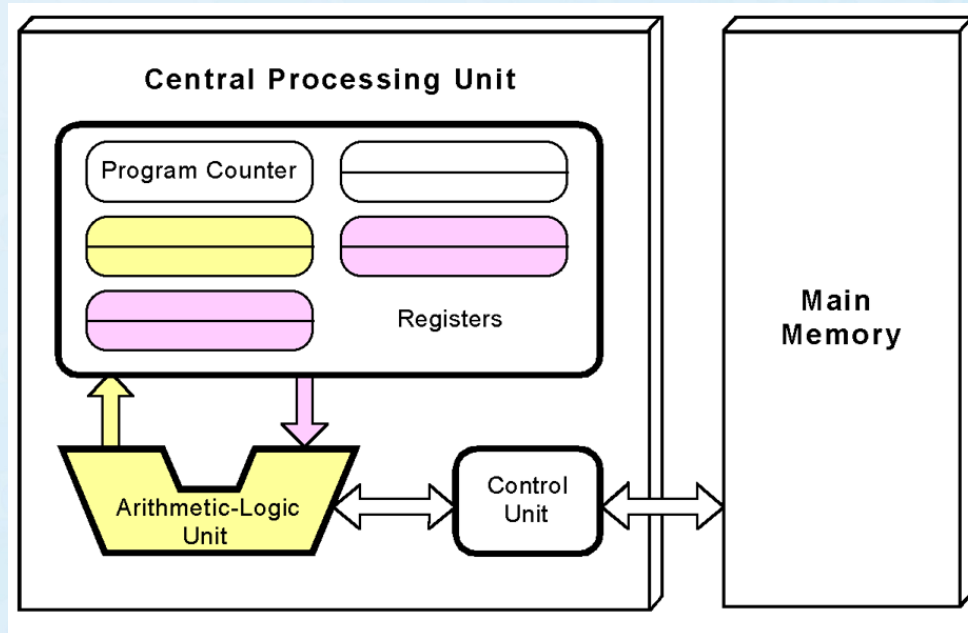 Central Processing Unit
Program Counter
Registers
Main
Memory
Arithmetic-Logic
Unit
Control
Unit